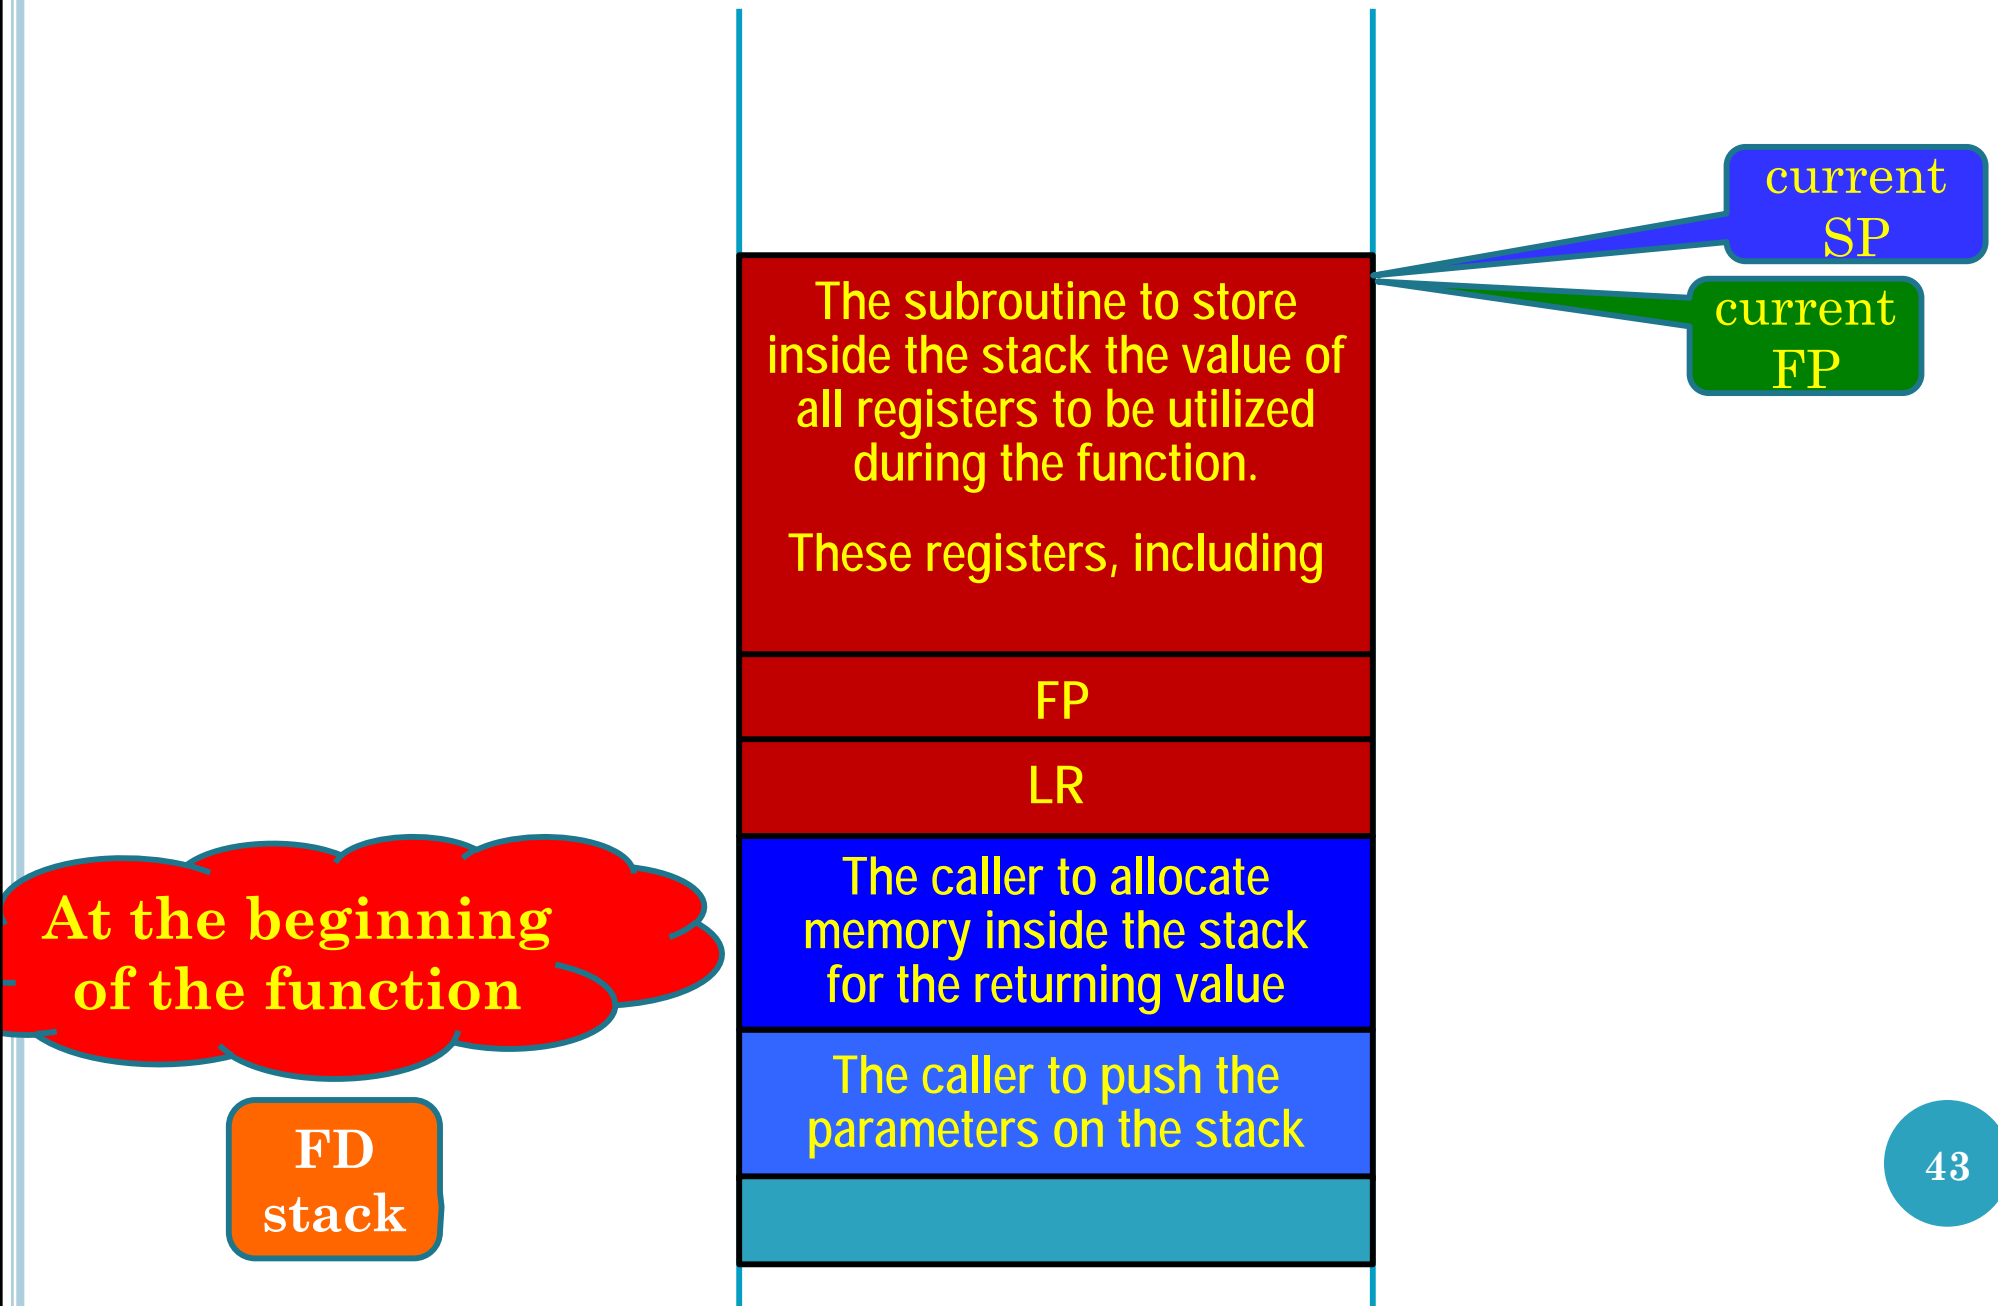 current
SP
current
FP
The subroutine to store
inside the stack the value of
all registers to be utilized
during the function.
These registers, including
FP
LR
The caller to allocate
memory inside the stack
for the returning value
The caller to push the
parameters on the stack
At the beginning
of the function
FD
stack
43